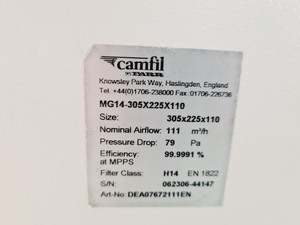 camfil
FARR
Knowsley Park Way, Haslingden, England
Tel :+44(0)1706-238000 Fax :01706-226736
MG14-305X225X110
Size: 305x225x110
Nominal Airflow: 111 m³/h
Pressure Drop: 79 Pa
Efficiency: 99.9991 %
at MPPS
Filter Class: H14 EN 1822
S/N: 062306-44147
Art-No: DEA07672111EN